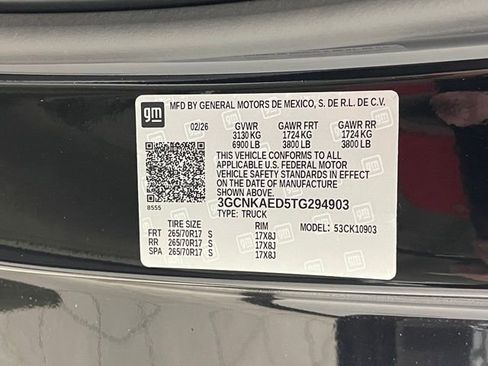 gm
MFD BY GENERAL MOTORS DE MEXICO, S. DE R.L. DE C.V.
02/26 GVWR GAWR FRT GAWR RR
3130 KG 1724 KG 1724 KG
6900 LB 3800 LB 3800 LB
THIS VEHICLE CONFORMS TO ALL
APPLICABLE U.S. FEDERAL MOTOR
VEHICLE SAFETY STANDARDS IN EFFECT
ON THE DATE OF MANUFACTURE SHOWN ABOVE.
8555
3GCNKAED5TG294903
TYPE: TRUCK
TIRE SIZE RIM MODEL: 53CK10903
FRT 265/70R17 S 17X8J
RR 265/70R17 S 17X8J
SPA 265/70R17 S 17X8J